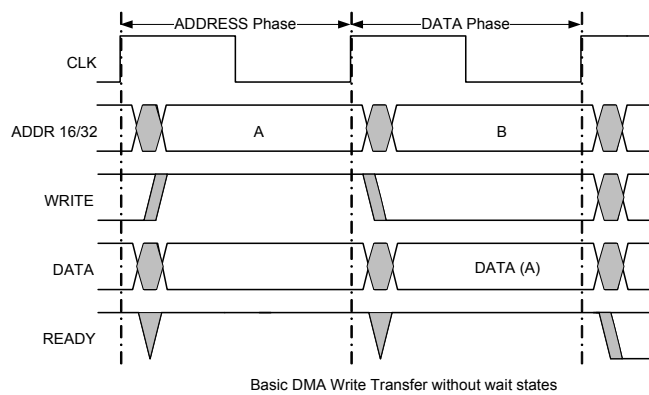 ADDRESS Phase DATA Phase
CLK
ADDR 16/32 A B
WRITE
DATA DATA (A)
READY
Basic DMA Write Transfer without wait states